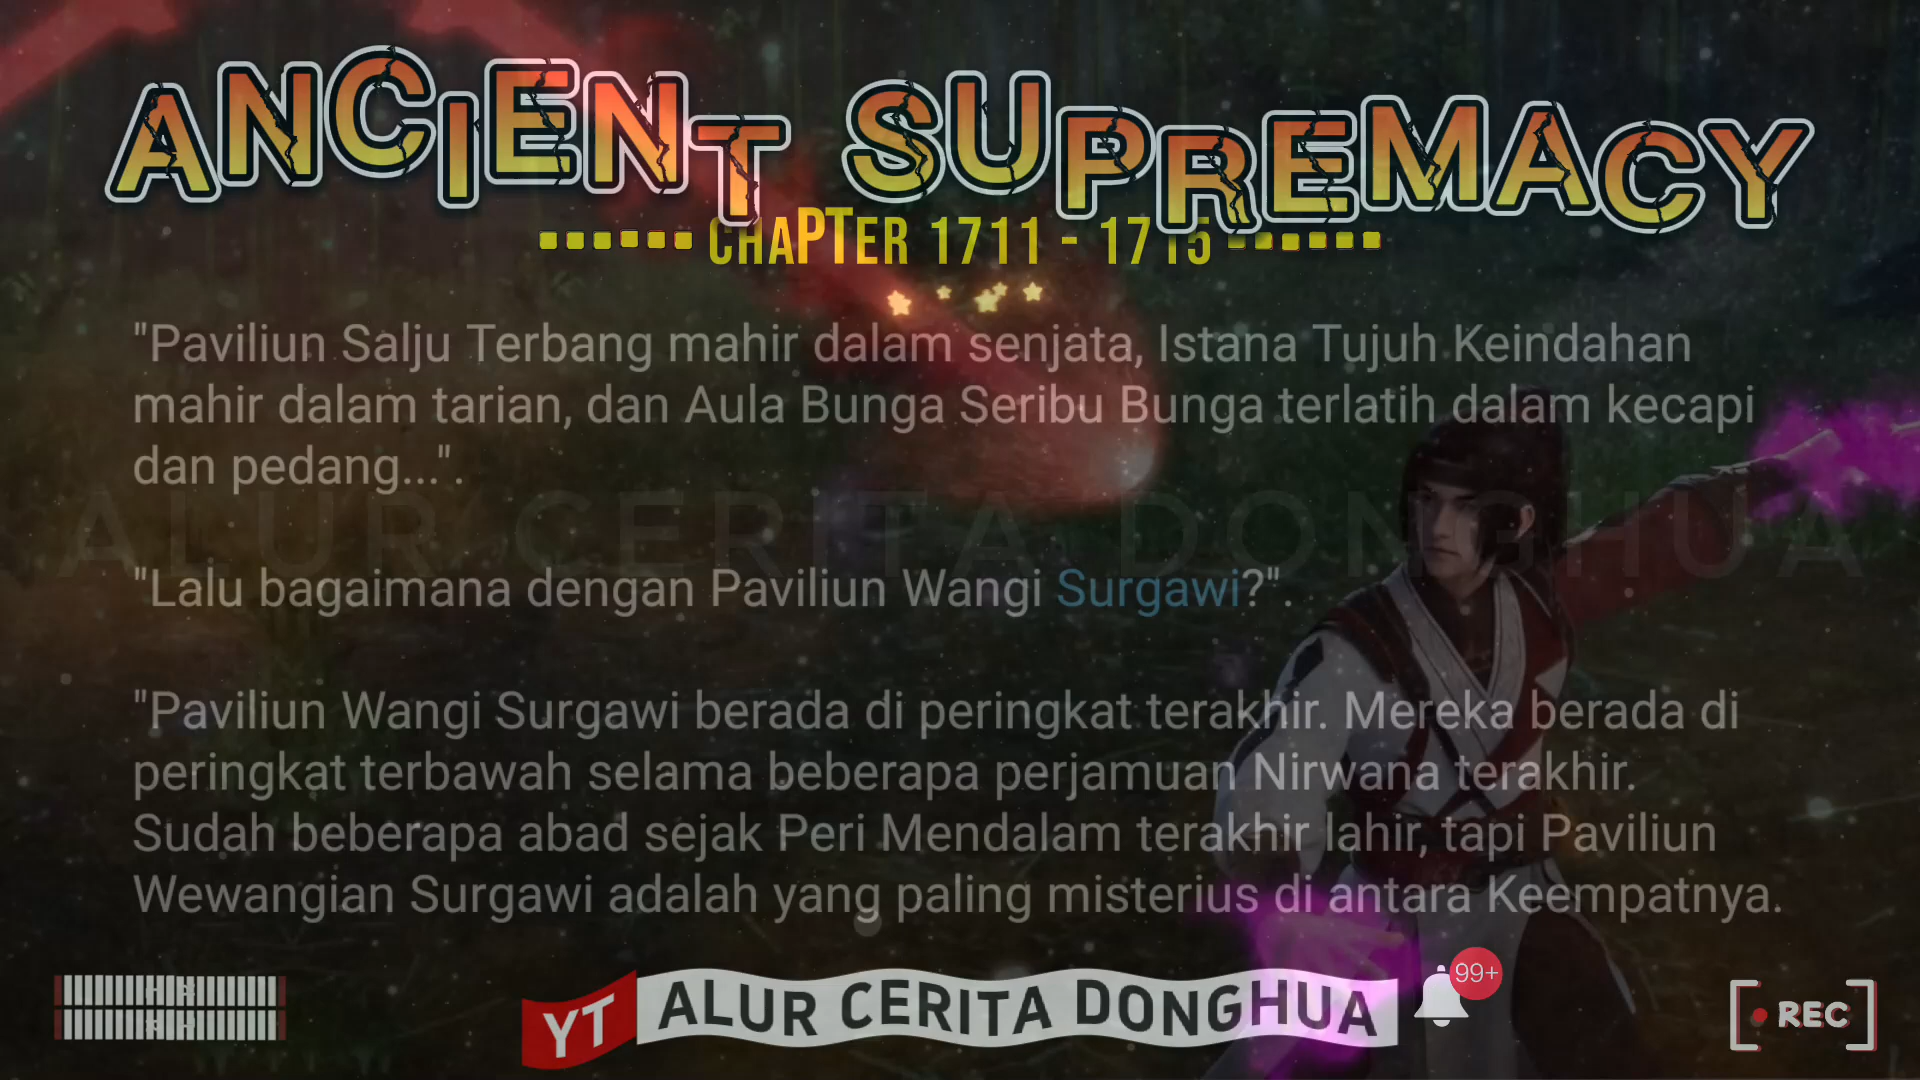 ANCIENT SUPREMACY
CHAPTER 1711 - 1715
"Paviliun Salju Terbang mahir dalam senjata, Istana Tujuh Keindahan
mahir dalam tarian, dan Aula Bunga Seribu Bunga terlatih dalam kecapi
dan pedang...".
ALUR CERITA DONGHUA
"Lalu bagaimana dengan Paviliun Wangi Surgawi?".
"Paviliun Wangi Surgawi berada di peringkat terakhir. Mereka berada di
peringkat terbawah selama beberapa perjamuan Nirwana terakhir.
Sudah beberapa abad sejak Peri Mendalam terakhir lahir, tapi Paviliun
Wewangian Surgawi adalah yang paling misterius di antara Keempatnya.
YT ALUR CERITA DONGHUA
99+
REC